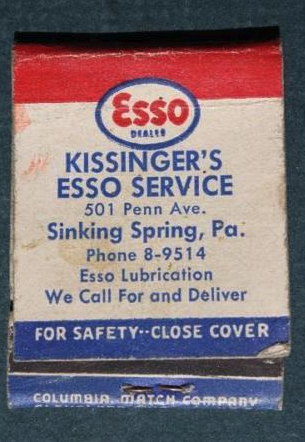 Esso
DEALER
KISSINGER'S
ESSO SERVICE
501 Penn Ave.
Sinking Spring, Pa.
Phone 8-9514
Esso Lubrication
We Call For and Deliver
FOR SAFETY--CLOSE COVER
COLUMBIA MATCH COMPANY